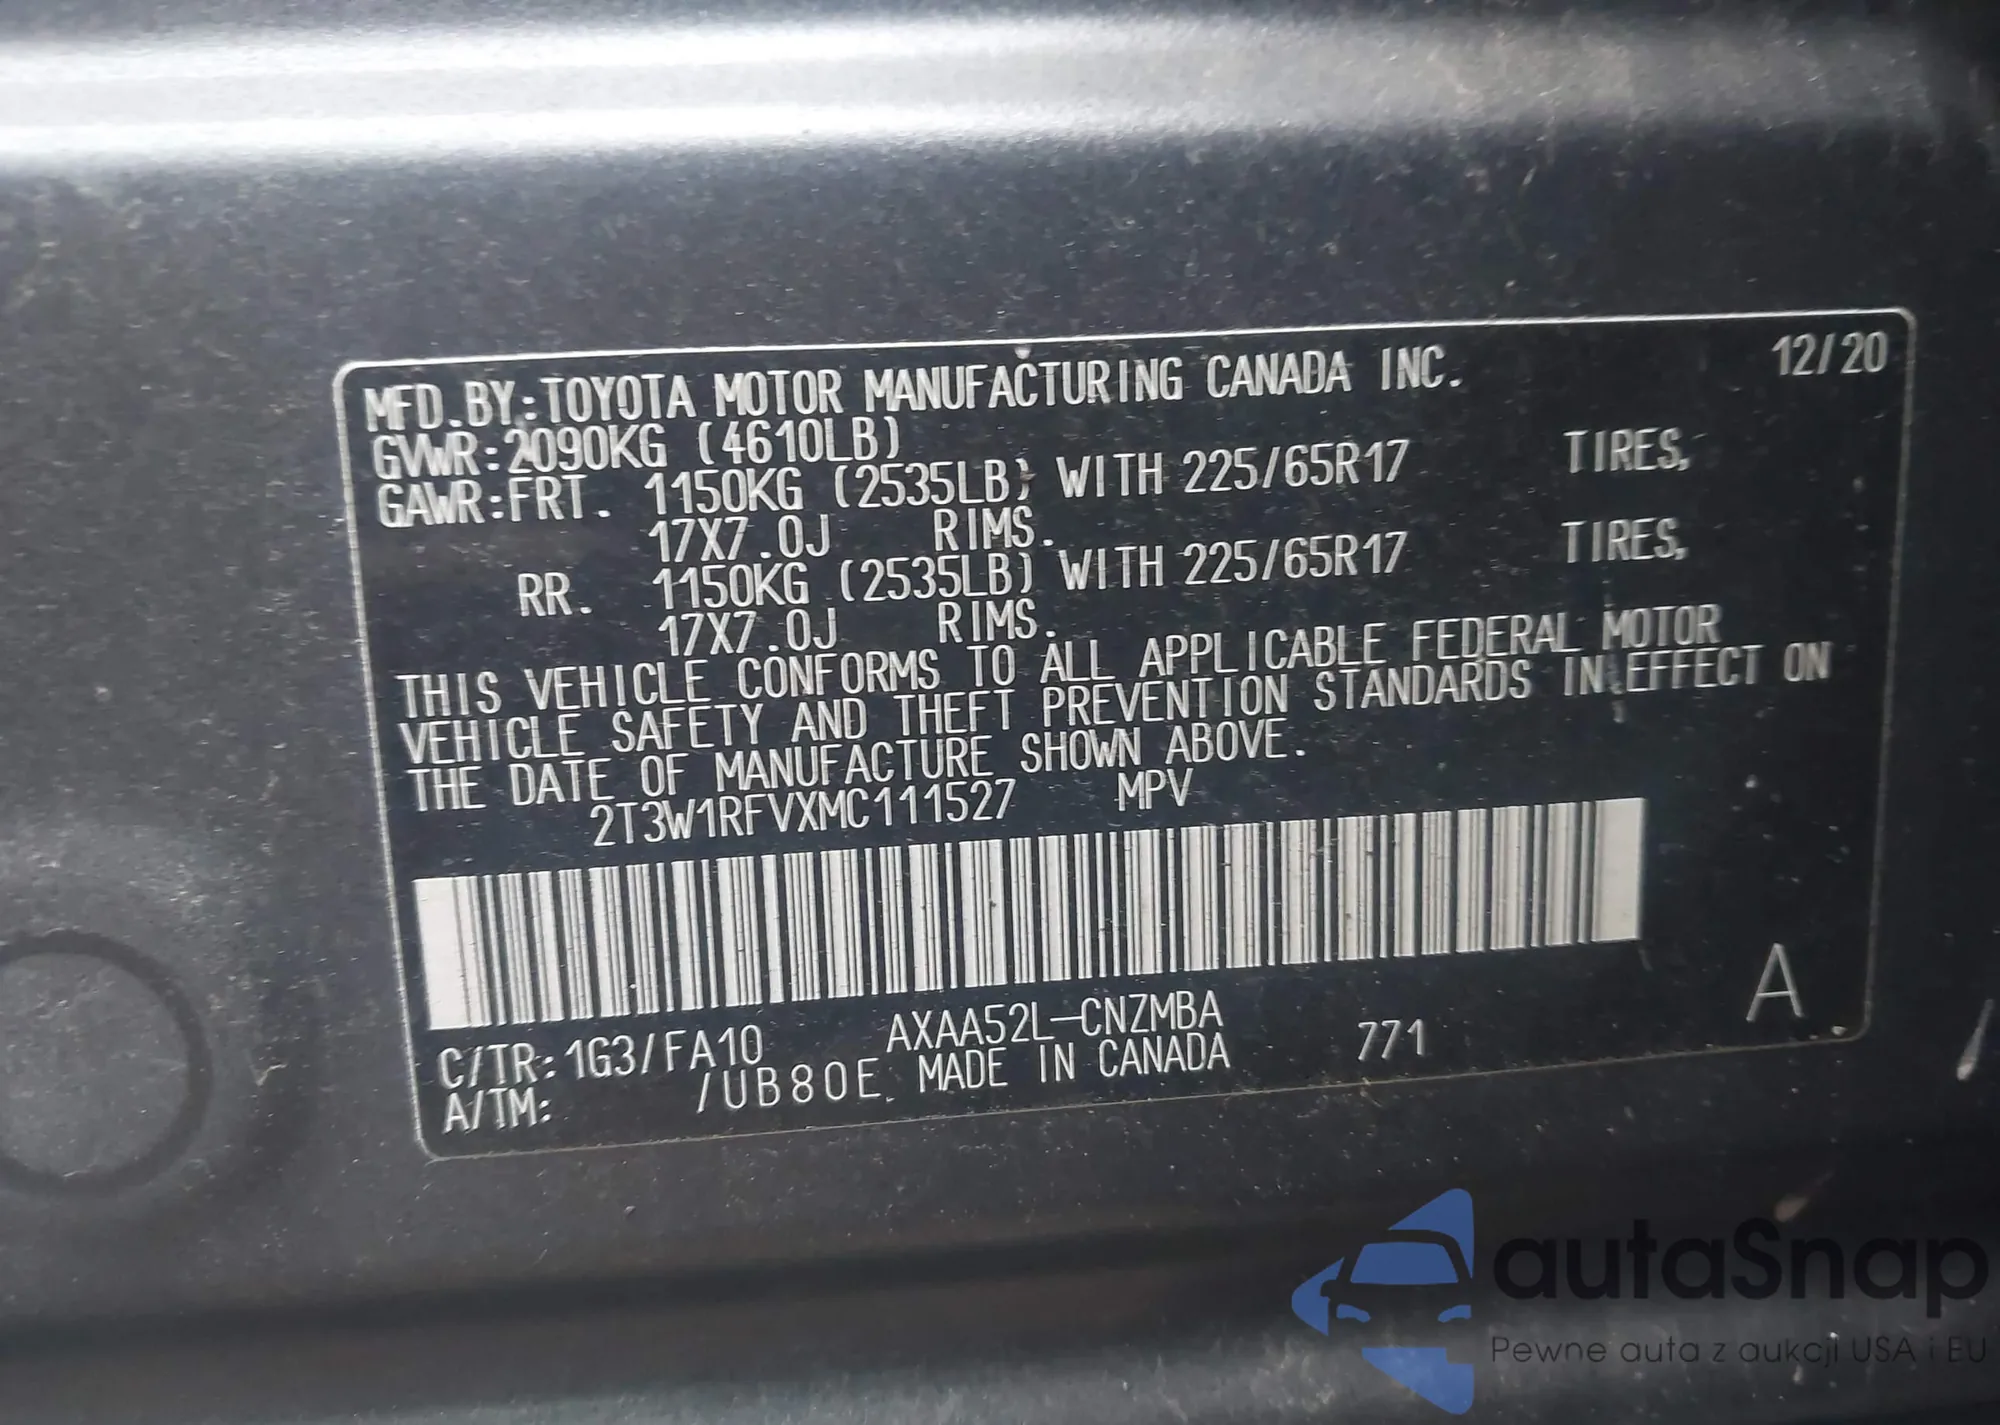 MFD.BY:TOYOTA MOTOR MANUFACTURING CANADA INC. 12/20
GVWR:2090KG (4610LB)
GAWR:FRT. 1150KG (2535LB) WITH 225/65R17 TIRES,
17X7.0J RIMS.
RR. 1150KG (2535LB) WITH 225/65R17 TIRES,
17X7.0J RIMS.
THIS VEHICLE CONFORMS TO ALL APPLICABLE FEDERAL MOTOR
VEHICLE SAFETY AND THEFT PREVENTION STANDARDS IN EFFECT ON
THE DATE OF MANUFACTURE SHOWN ABOVE.
2T3W1RFVXMC111527 MPV
C/TR:1G3/FA10 AXAA52L-CNZMBA 771 A
A/TM: /UB80E MADE IN CANADA
autaSnap
Pewne auta z aukcji USA i EU